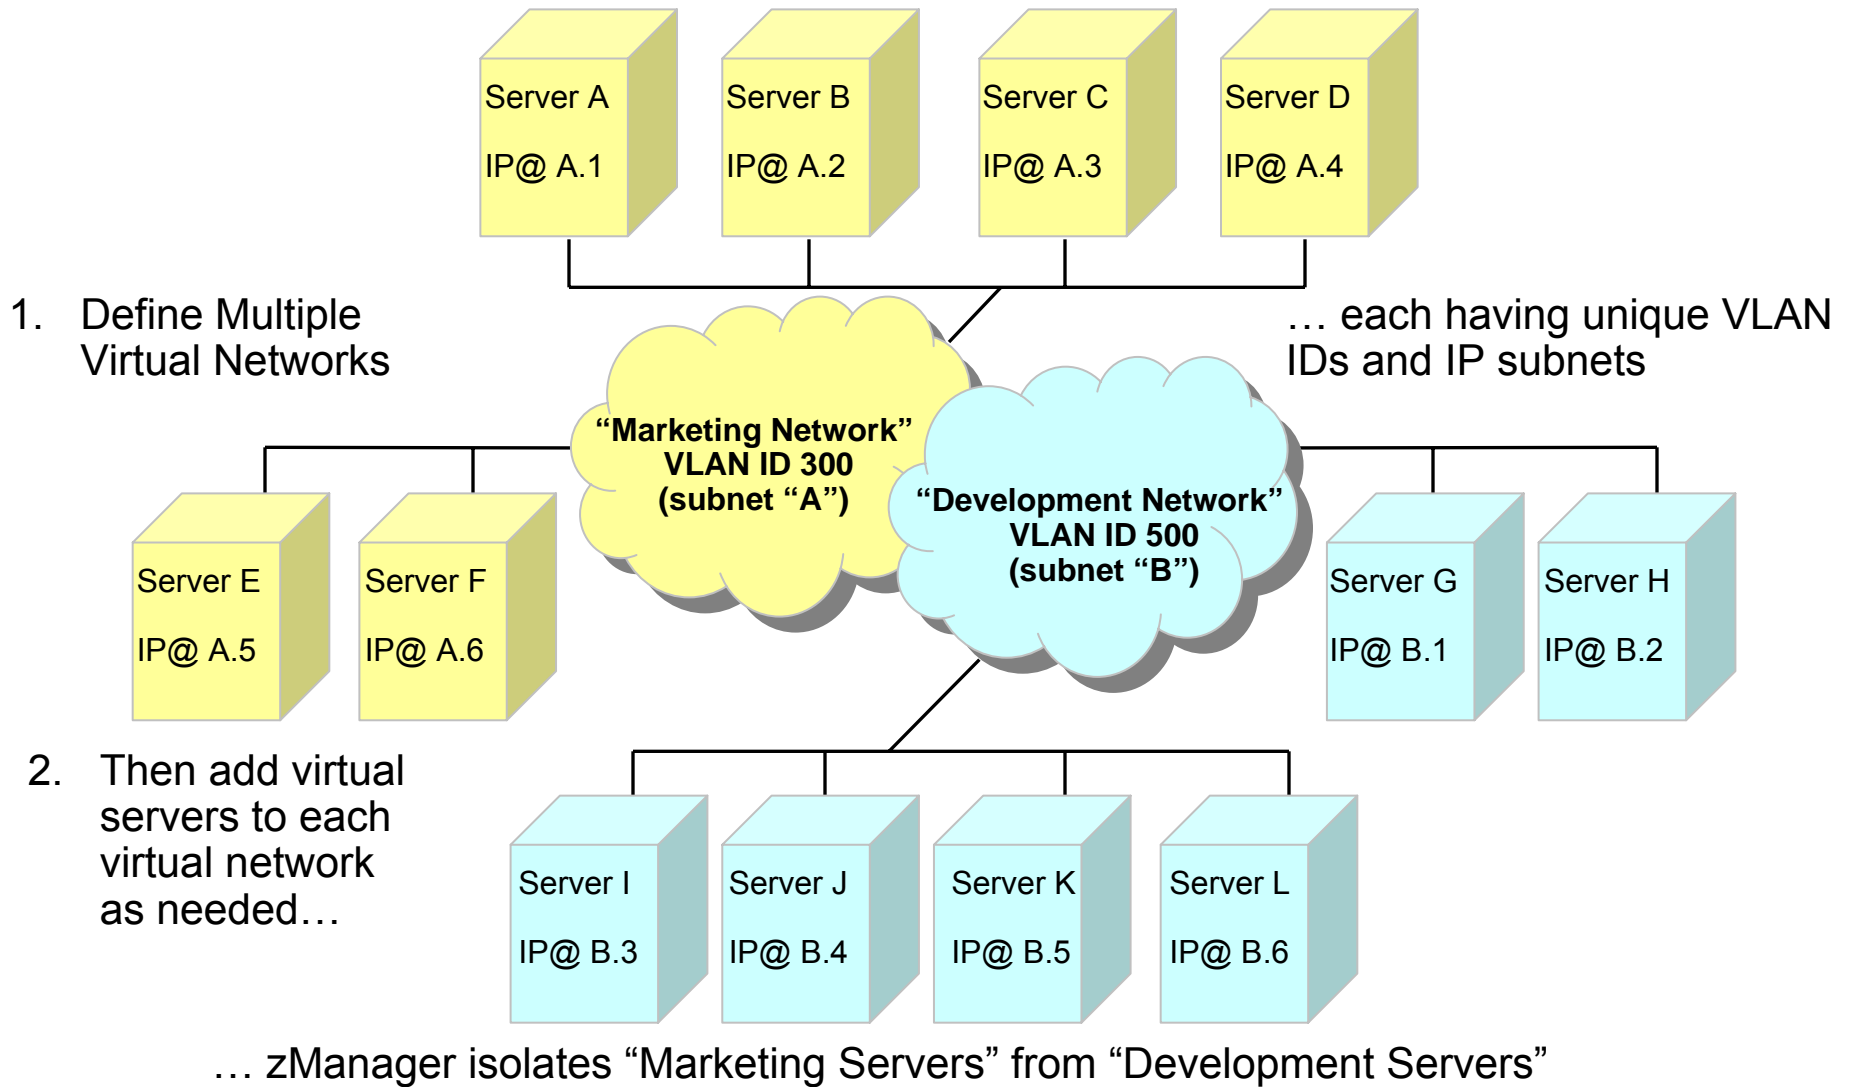 Server A
IP@ A.1
Server B
IP@ A.2
Server C
IP@ A.3
Server D
IP@ A.4
1. Define Multiple
Virtual Networks
… each having unique VLAN
IDs and IP subnets
“Marketing Network”
VLAN ID 300
(subnet “A”)
“Development Network”
VLAN ID 500
(subnet “B”)
Server E
IP@ A.5
Server F
IP@ A.6
Server G
IP@ B.1
Server H
IP@ B.2
2. Then add virtual
servers to each
virtual network
as needed…
Server I
IP@ B.3
Server J
IP@ B.4
Server K
IP@ B.5
Server L
IP@ B.6
… zManager isolates “Marketing Servers” from “Development Servers”